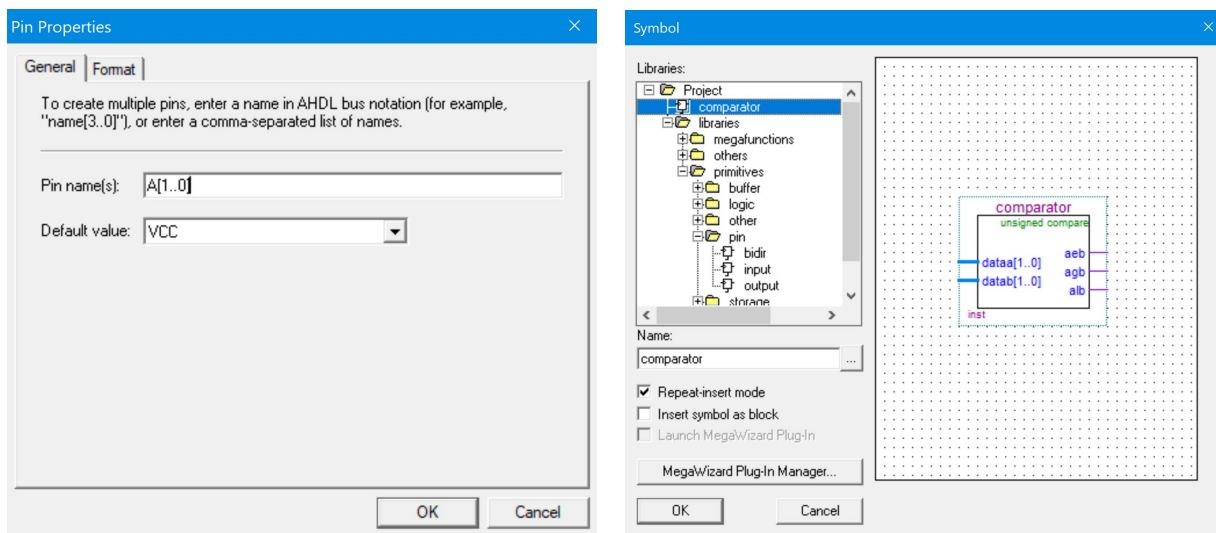 Pin Properties
General
Format
To create multiple pins, enter a name in AHDL bus notation (for example,
"name[3..0]"), or enter a comma-separated list of names.
Pin name(s): A[1..0]
Default value: VCC
OK
Cancel
Symbol
Libraries:
Project
comparator
libraries
megafunctions
others
primitives
buffer
logic
other
pin
bidir
input
output
storage
Name:
comparator
...
Repeat-insert mode
Insert symbol as block
Launch MegaWizard Plug-In
MegaWizard Plug-In Manager...
OK
Cancel
comparator
unsigned compare
dataa[1..0]
datab[1..0]
aeb
agb
alb
inst